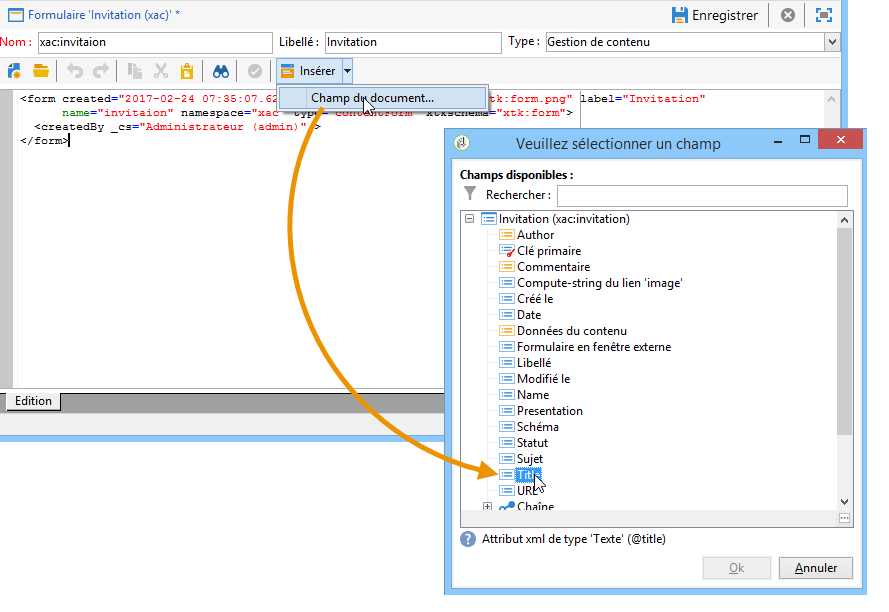 Formulaire 'Invitation (xac)' *
Enregistrer
Nom : xac:invitaion Libellé : Invitation Type : Gestion de contenu
Insérer
Champ du document...
<form created="2017-02-24 07:35:07.62 tk:form.png" label="Invitation"
name="invitaion" namespace="xac" type="contentForm" xtkschema="xtk:form">
<createdBy _cs="Administrateur (admin)" >
</form>
Edition
Veuillez sélectionner un champ
Champs disponibles :
Rechercher :
Invitation (xac:invitation)
Author
Clé primaire
Commentaire
Compute-string du lien 'image'
Créé le
Date
Données du contenu
Formulaire en fenêtre externe
Libellé
Modifié le
Name
Presentation
Schéma
Statut
Sujet
Title
URL
Chaîne
Attribut xml de type 'Texte' (@title)
Ok Annuler